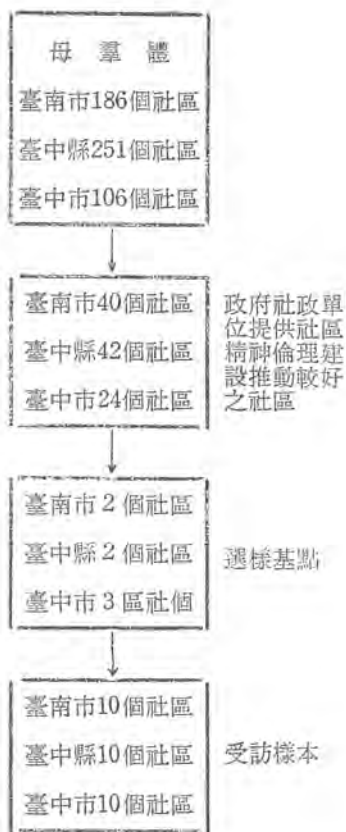 母羣體
臺南市186個社區
臺中縣251個社區
臺中市106個社區
臺南市40個社區
臺中縣42個社區
臺中市24個社區
政府社政單
位提供社區
精神倫理建
設推動較好
之社區
臺南市2個社區
臺中縣2個社區
臺中市3區社個
選樣基點
臺南市10個社區
臺中縣10個社區
臺中市10個社區
受訪樣本